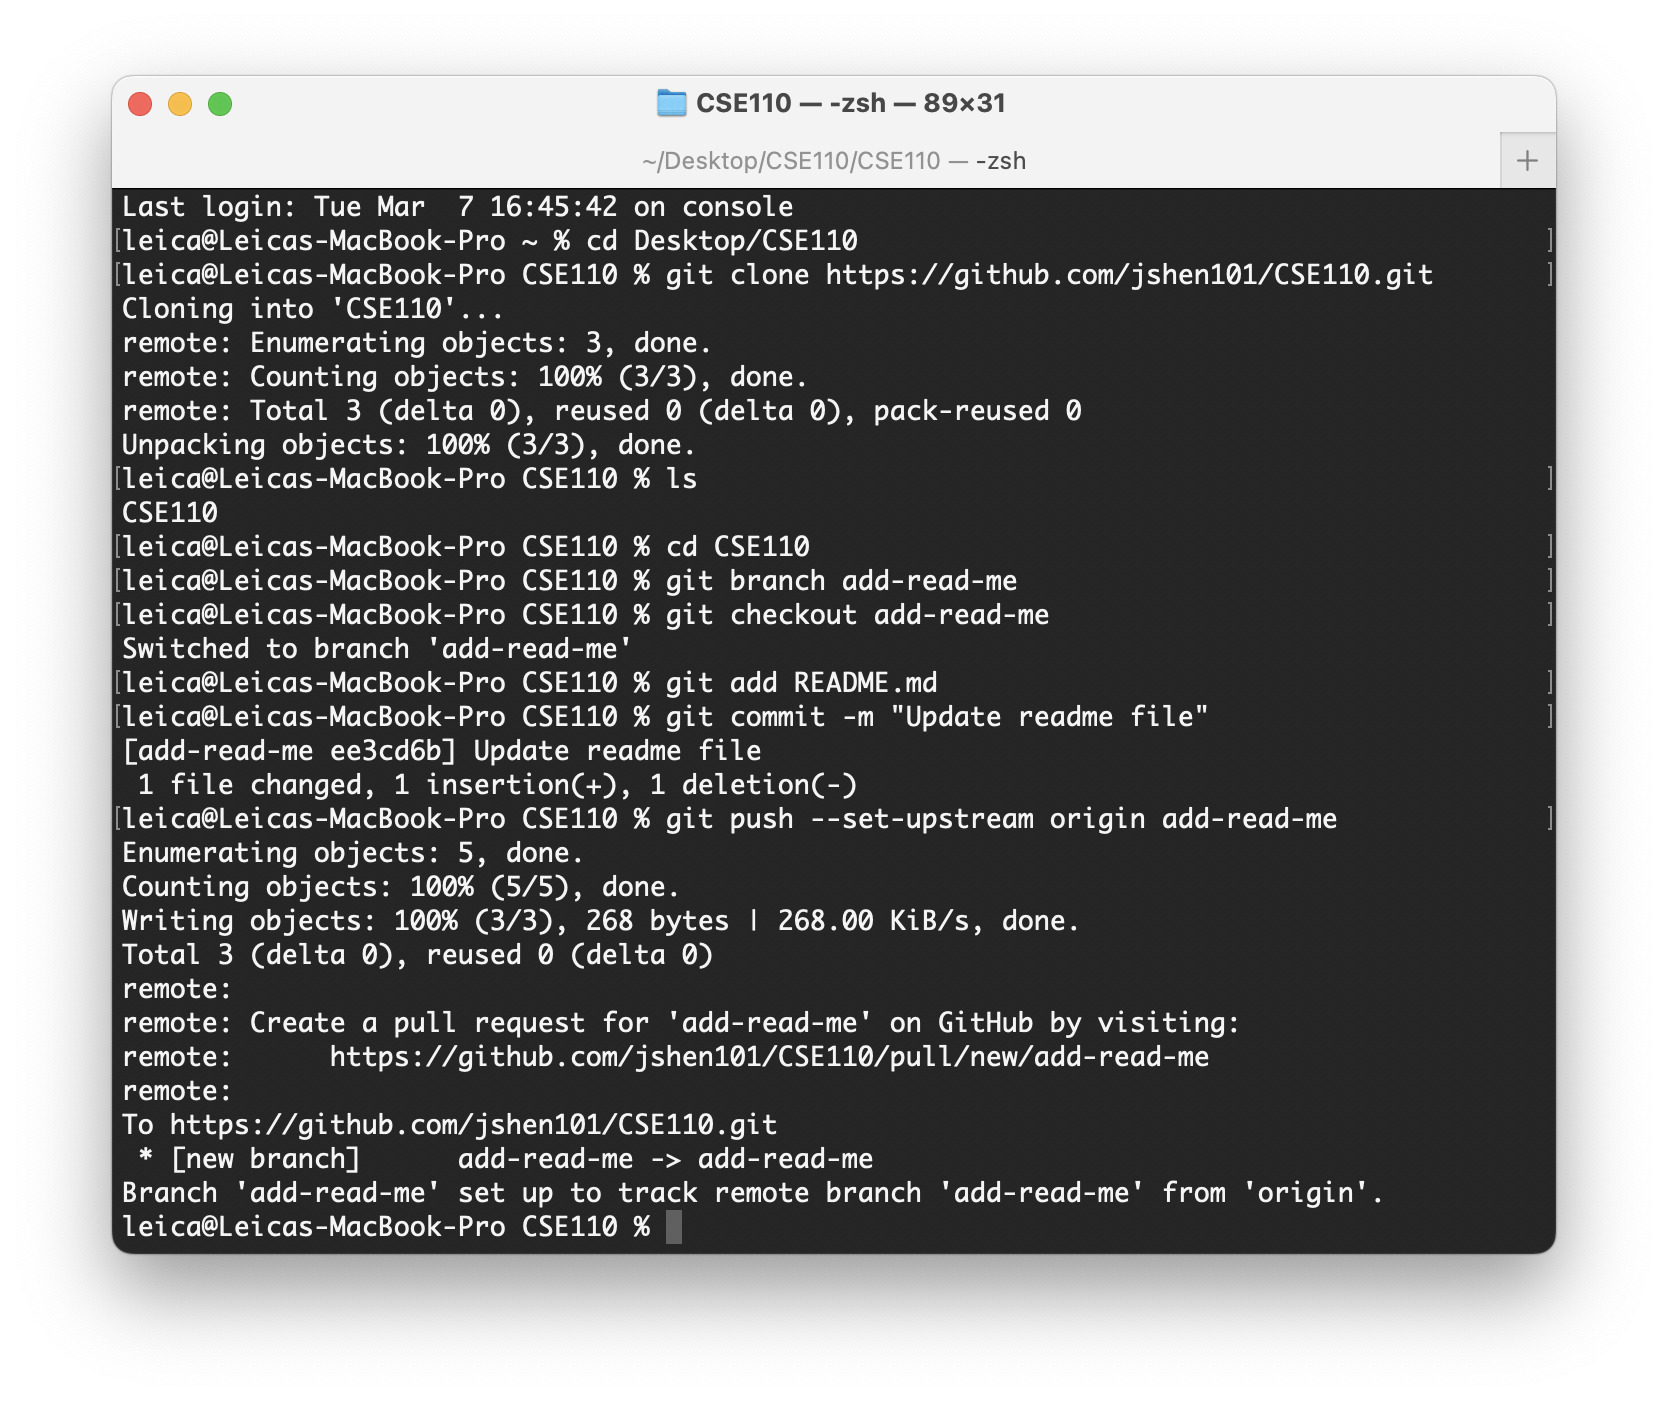 CSE110 — -zsh — 89×31
~/Desktop/CSE110/CSE110 — -zsh +
Last login: Tue Mar  7 16:45:42 on console
[leica@Leicas-MacBook-Pro ~ % cd Desktop/CSE110 ]
[leica@Leicas-MacBook-Pro CSE110 % git clone https://github.com/jshen101/CSE110.git ]
Cloning into 'CSE110'...
remote: Enumerating objects: 3, done.
remote: Counting objects: 100% (3/3), done.
remote: Total 3 (delta 0), reused 0 (delta 0), pack-reused 0
Unpacking objects: 100% (3/3), done.
[leica@Leicas-MacBook-Pro CSE110 % ls ]
CSE110
[leica@Leicas-MacBook-Pro CSE110 % cd CSE110 ]
[leica@Leicas-MacBook-Pro CSE110 % git branch add-read-me ]
[leica@Leicas-MacBook-Pro CSE110 % git checkout add-read-me ]
Switched to branch 'add-read-me'
[leica@Leicas-MacBook-Pro CSE110 % git add README.md ]
[leica@Leicas-MacBook-Pro CSE110 % git commit -m "Update readme file" ]
[add-read-me ee3cd6b] Update readme file
 1 file changed, 1 insertion(+), 1 deletion(-)
[leica@Leicas-MacBook-Pro CSE110 % git push --set-upstream origin add-read-me ]
Enumerating objects: 5, done.
Counting objects: 100% (5/5), done.
Writing objects: 100% (3/3), 268 bytes | 268.00 KiB/s, done.
Total 3 (delta 0), reused 0 (delta 0)
remote:
remote: Create a pull request for 'add-read-me' on GitHub by visiting:
remote:      https://github.com/jshen101/CSE110/pull/new/add-read-me
remote:
To https://github.com/jshen101/CSE110.git
 * [new branch]      add-read-me -> add-read-me
Branch 'add-read-me' set up to track remote branch 'add-read-me' from 'origin'.
leica@Leicas-MacBook-Pro CSE110 %